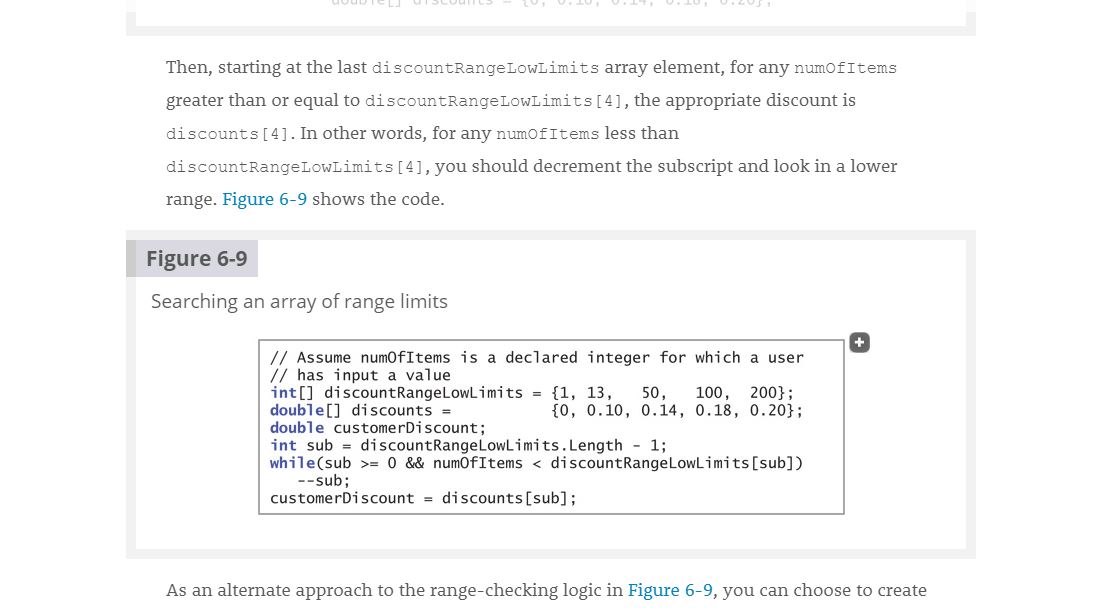 double[] discounts = {0, 0.10, 0.14, 0.18, 0.20};
Then, starting at the last discountRangeLowLimits array element, for any numOfItems
greater than or equal to discountRangeLowLimits[4], the appropriate discount is
discounts[4]. In other words, for any numOfItems less than
discountRangeLowLimits[4], you should decrement the subscript and look in a lower
range. Figure 6-9 shows the code.
Figure 6-9
Searching an array of range limits
// Assume numOfItems is a declared integer for which a user
// has input a value
int[] discountRangeLowLimits = {1, 13,   50,   100,  200};
double[] discounts =           {0, 0.10, 0.14, 0.18, 0.20};
double customerDiscount;
int sub = discountRangeLowLimits.Length - 1;
while(sub >= 0 && numOfItems < discountRangeLowLimits[sub])
   --sub;
customerDiscount = discounts[sub];
As an alternate approach to the range-checking logic in Figure 6-9, you can choose to create